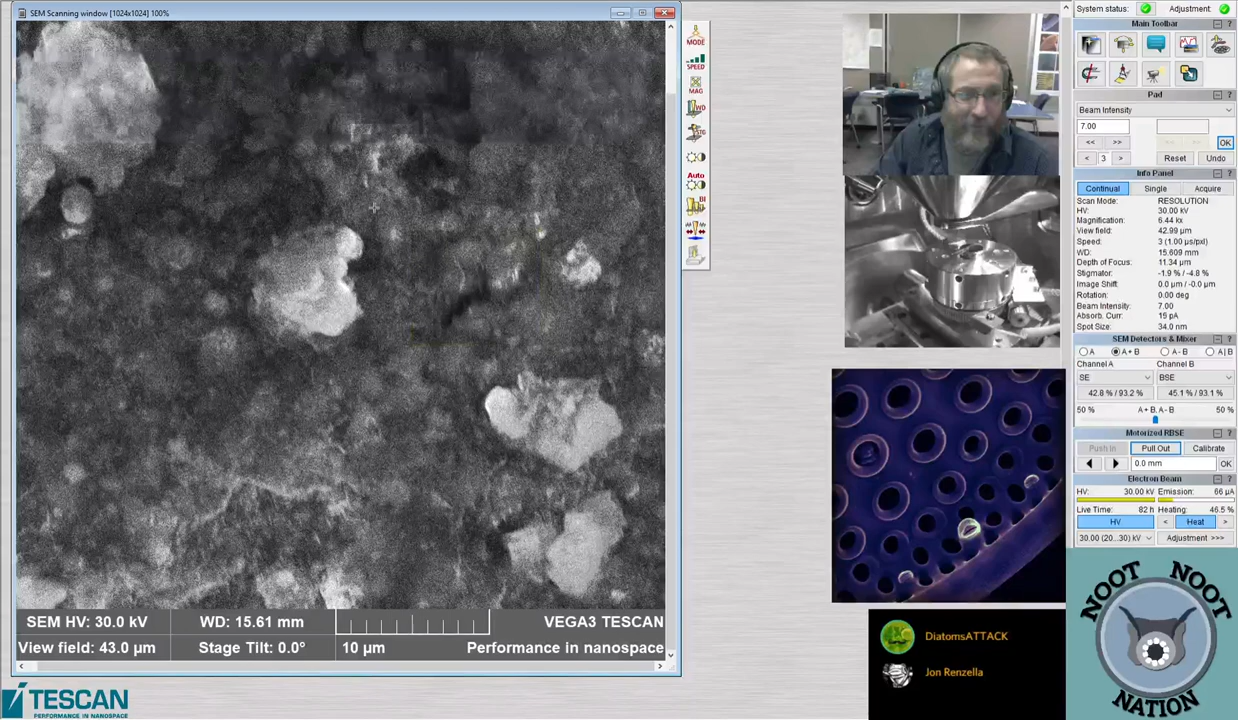 SEM Scanning window [1024x1024] 100%
SEM HV: 30.0 kV
WD: 15.61 mm
VEGA3 TESCAN
View field: 43.0 µm
Stage Tilt: 0.0°
10 µm
Performance in nanospace
TESCAN
PERFORMANCE IN NANOSPACE
MODE
SPEED
MAG
WD
STG
Auto
BI
DiatomsATTACK
Jon Renzella
System status:
Adjustment:
Main Toolbar
Pad
Beam Intensity
7.00
<< >>
OK
< 3 >
Reset
Undo
Info Panel
Continual
Single
Acquire
Scan Mode: RESOLUTION
HV: 30.00 kV
Magnification: 6.44 kx
View field: 42.99 µm
Speed: 3 (1.00 µs/pxl)
WD: 15.609 mm
Depth of Focus: 11.34 µm
Stigmator: -1.9 % / -4.8 %
Image Shift: 0.0 µm / -0.0 µm
Rotation: 0.00 deg
Beam Intensity: 7.00
Absorb. Curr: 15 pA
Spot Size: 34.0 nm
SEM Detectors & Mixer
A A + B A - B A | B
Channel A
Channel B
SE
BSE
42.8 % / 93.2 %
45.1 % / 93.1 %
50 % A + B, A - B 50 %
Motorized RBSE
Push In
Pull Out
Calibrate
0.0 mm
OK
Electron Beam
HV: 30.00 kV Emission: 66 µA
Live Time: 82 h Heating: 46.5 %
HV
< Heat >
30.00 (20...30) kV
Adjustment >>>
NOOT NOOT
NATION